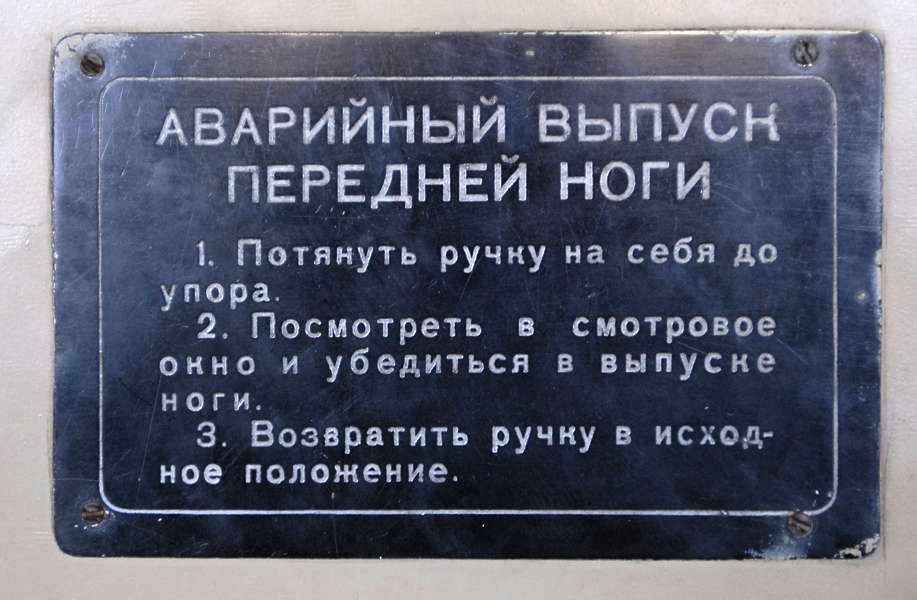 АВАРИЙНЫЙ ВЫПУСК
ПЕРЕДНЕЙ НОГИ
1. Потянуть ручку на себя до
упора.
2. Посмотреть в смотровое
окно и убедиться в выпуске
ноги.
3. Возвратить ручку в исход-
ное положение.